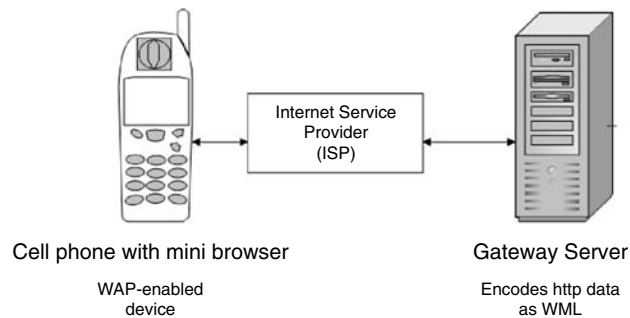 Internet Service
Provider
(ISP)
Cell phone with mini browser
WAP-enabled
device
Gateway Server
Encodes http data
as WML